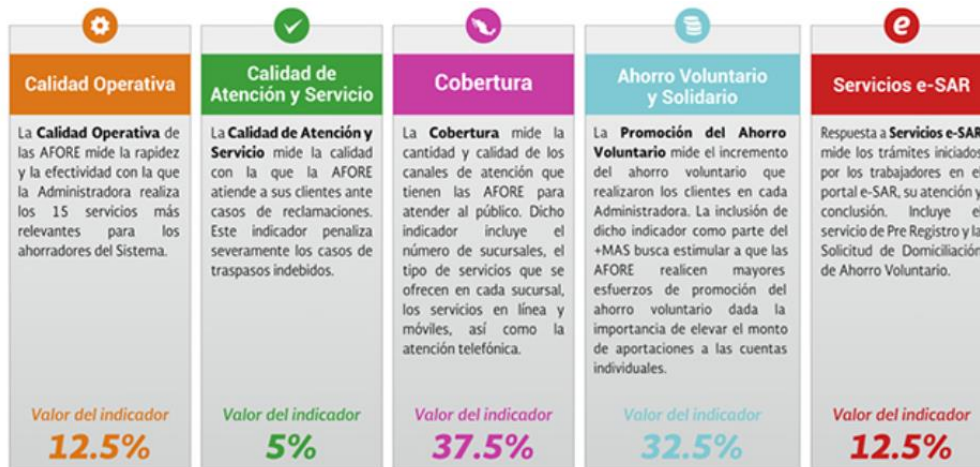 Calidad Operativa
La Calidad Operativa de
las AFORE mide la rapidez
y la efectividad con la que
la Administradora realiza
los 15 servicios más
relevantes para los
ahorradores del Sistema.
Valor del indicador
12.5%
Calidad de
Atención y Servicio
La Calidad de Atención y
Servicio mide la calidad
con la que la AFORE
atiende a sus clientes ante
casos de reclamaciones.
Este indicador penaliza
severamente los casos de
traspasos indebidos.
Valor del indicador
5%
Cobertura
La Cobertura mide la
cantidad y calidad de los
canales de atención que
tienen las AFORE para
atender al público. Dicho
indicador incluye el
número de sucursales, el
tipo de servicios que se
ofrecen en cada sucursal,
los servicios en línea y
móviles, así como la
atención telefónica.
Valor del indicador
37.5%
Ahorro Voluntario
y Solidario
La Promoción del Ahorro
Voluntario mide el incremento
del ahorro voluntario que
realizaron los clientes en cada
Administradora. La inclusión de
dicho indicador como parte del
+MAS busca estimular a que las
AFORE realicen mayores
esfuerzos de promoción del
ahorro voluntario dada la
importancia de elevar el monto
de aportaciones a las cuentas
individuales.
Valor del indicador
32.5%
e
Servicios e-SAR
Respuesta a Servicios e-SAR
mide los trámites iniciados
por los trabajadores en el
portal e-SAR, su atención y
conclusión. Incluye el
servicio de Pre Registro y la
Solicitud de Domiciliación
de Ahorro Voluntario.
Valor del indicador
12.5%